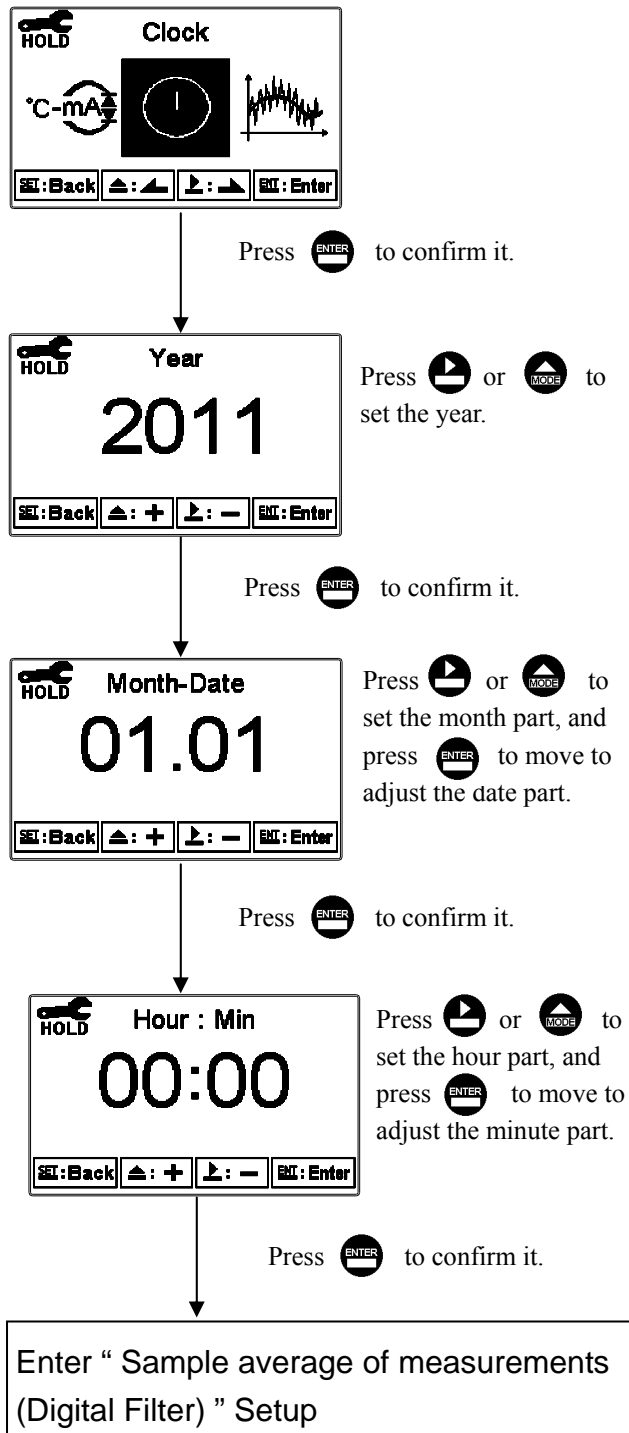 HOLD Clock
°C-mA
SET:Back ENT:Enter
Press ENTER to confirm it.
HOLD Year
2011
SET:Back : + : − ENT:Enter
Press or MODE to
set the year.
Press ENTER to confirm it.
HOLD Month-Date
01.01
SET:Back : + : − ENT:Enter
Press or MODE to
set the month part, and
press ENTER to move to
adjust the date part.
Press ENTER to confirm it.
HOLD Hour : Min
00:00
SET:Back : + : − ENT:Enter
Press or MODE to
set the hour part, and
press ENTER to move to
adjust the minute part.
Press ENTER to confirm it.
Enter “ Sample average of measurements
(Digital Filter) ” Setup